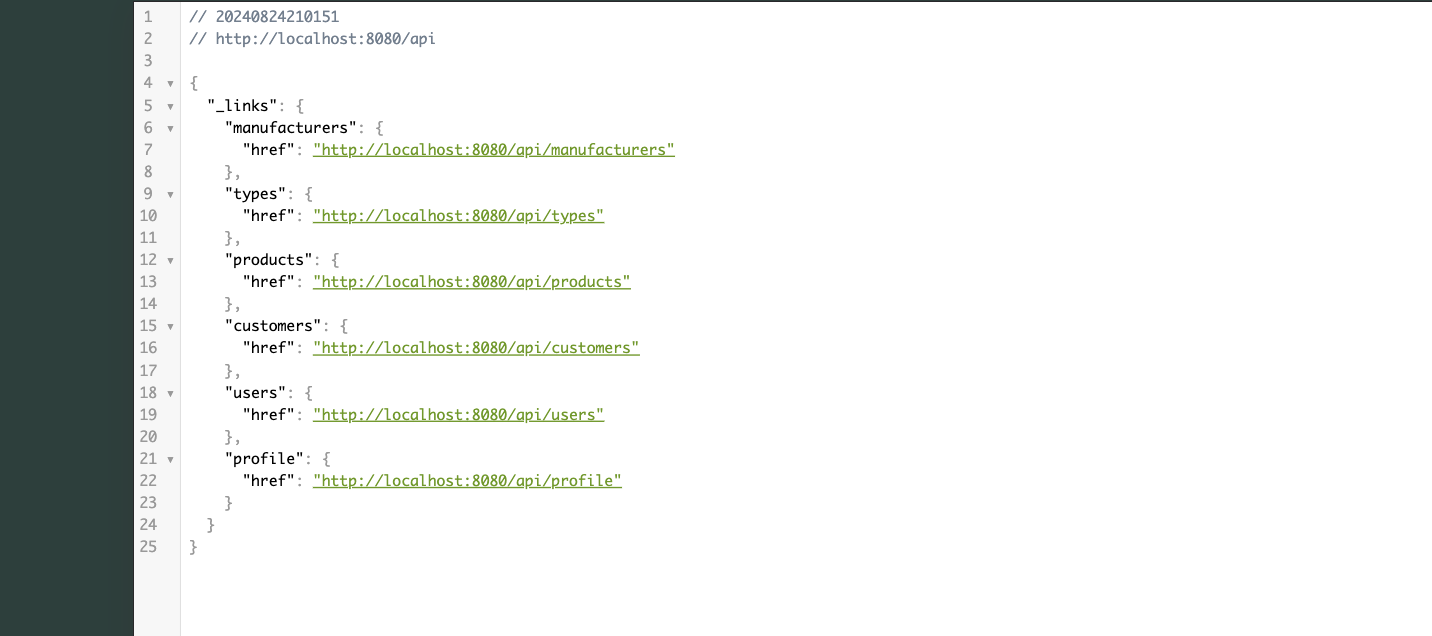 1 // 20240824210151
2 // http://localhost:8080/api
3
4 {
5 "_links": {
6 "manufacturers": {
7 "href": "http://localhost:8080/api/manufacturers"
8 },
9 "types": {
10 "href": "http://localhost:8080/api/types"
11 },
12 "products": {
13 "href": "http://localhost:8080/api/products"
14 },
15 "customers": {
16 "href": "http://localhost:8080/api/customers"
17 },
18 "users": {
19 "href": "http://localhost:8080/api/users"
20 },
21 "profile": {
22 "href": "http://localhost:8080/api/profile"
23 }
24 }
25 }